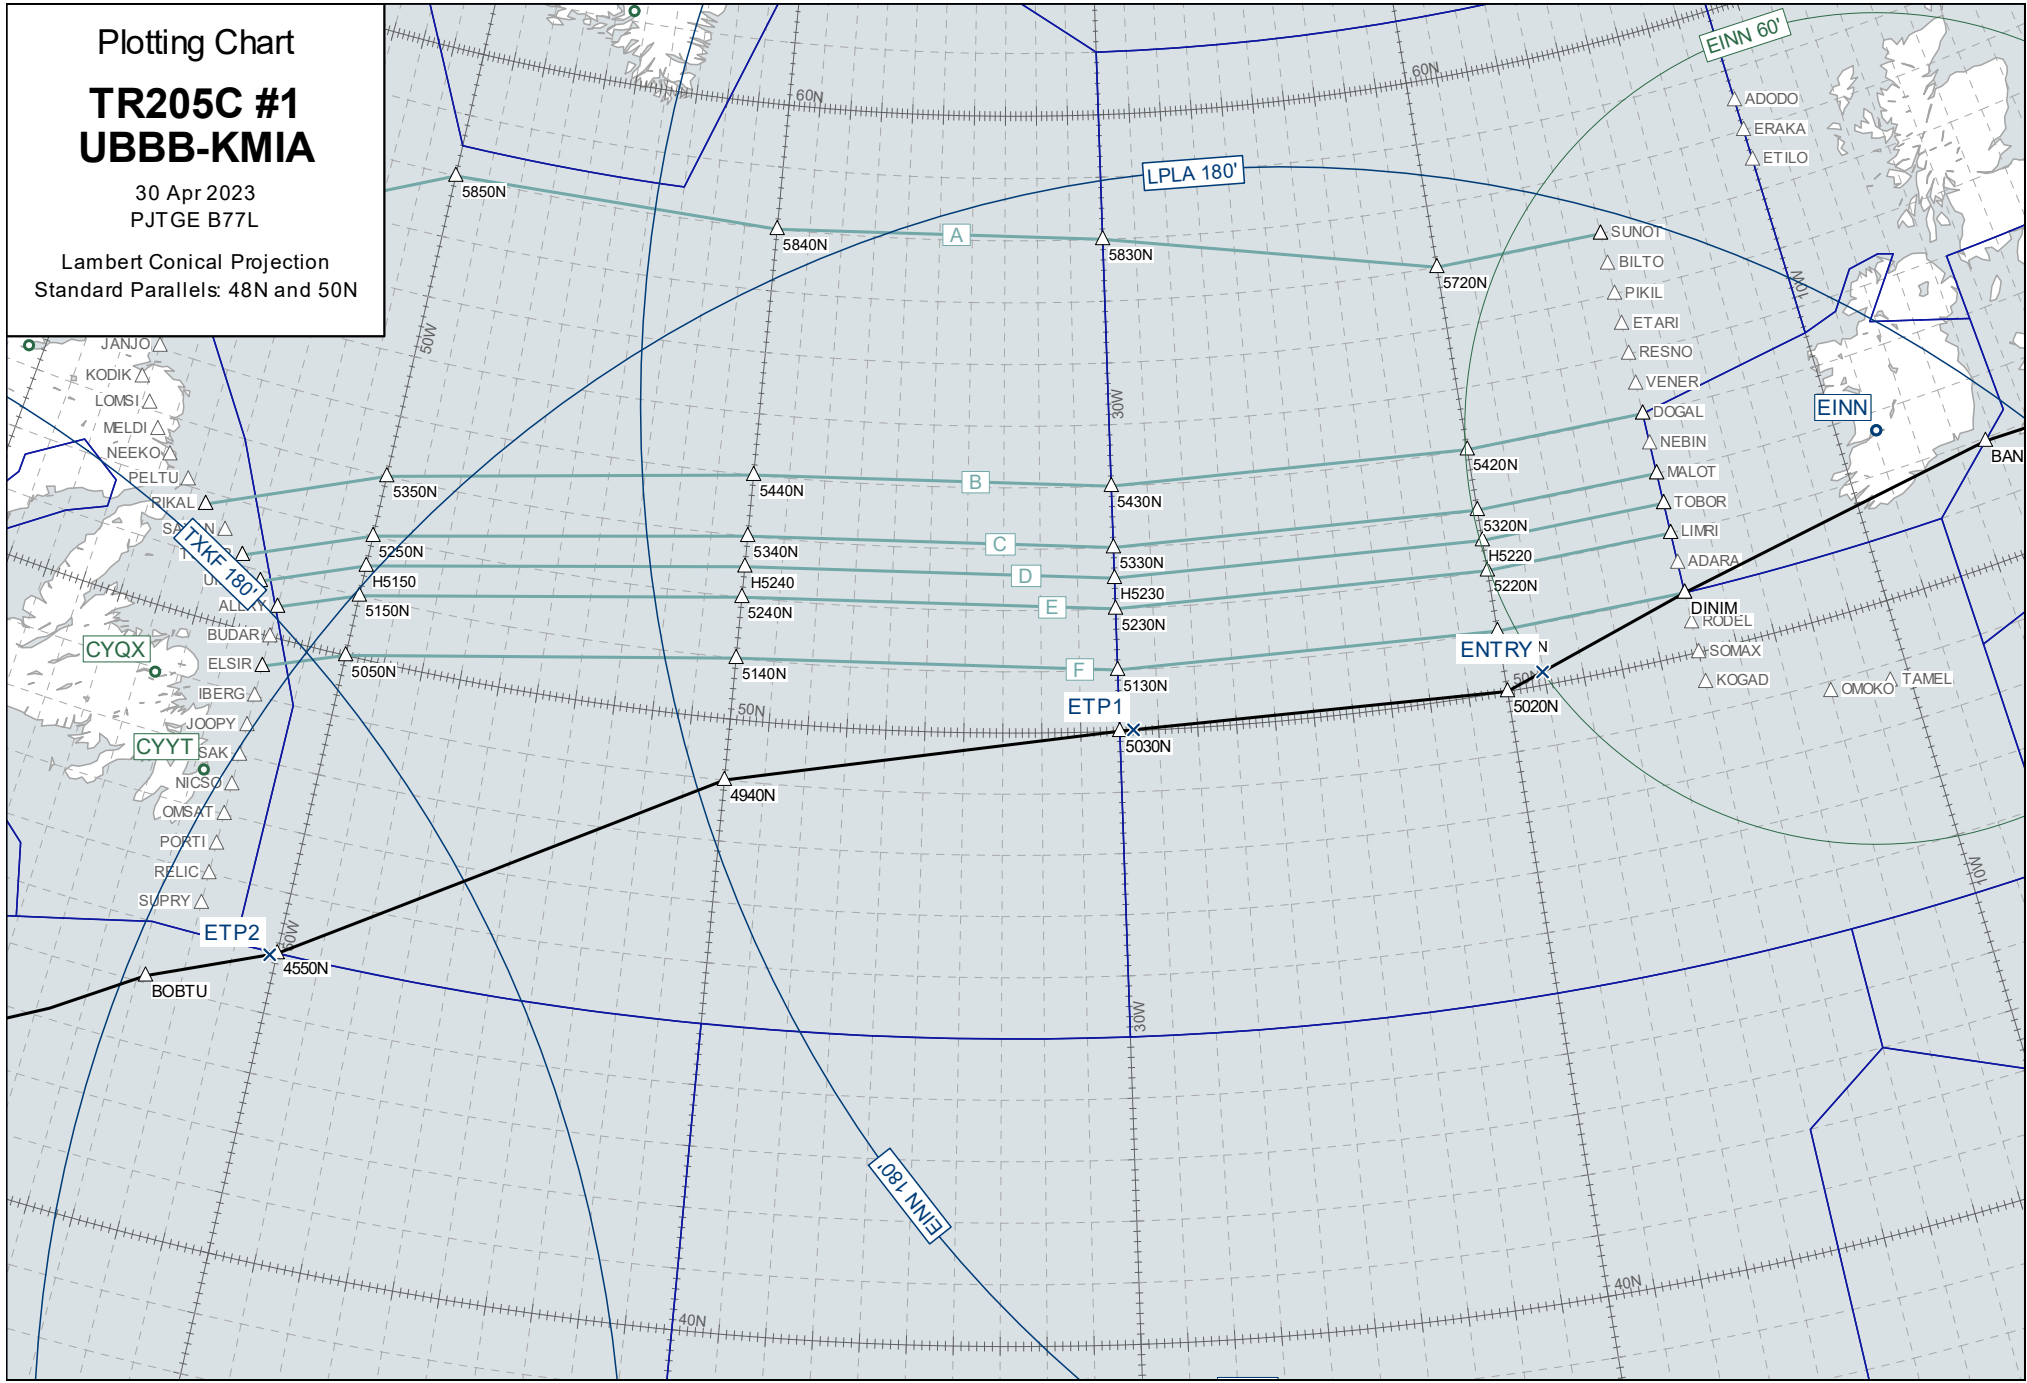 Plotting Chart
TR205C #1
UBBB-KMIA
30 Apr 2023
PJTGE B77L
Lambert Conical Projection
Standard Parallels: 48N and 50N
EINN 60'
60N
60N
ADODO
ERAKA
ETILO
LPLA 180'
5850N
5840N
A
5830N
5720N
SUNOT
BILTO
PIKIL
ETARI
RESNO
VENER
DOGAL
NEBIN
MALOT
TOBOR
LIMRI
ADARA
DINIM
RODEL
SOMAX
KOGAD
OMOKO
TAMEL
10W
EINN
BAN
50W
30W
JANJO
KODIK
LOMSI
MELDI
NEEKO
PELTU
RIKAL
TXKF 180'
ALLRY
BUDAR
ELSIR
IBERG
JOOPY
SAK
NICSO
OMSAT
PORTI
RELIC
SUPRY
CYQX
CYYT
5350N
5440N
B
5430N
5420N
5250N
5340N
C
5330N
5320N
H5150
H5240
D
H5230
H5220
5150N
5240N
E
5230N
5220N
5050N
5140N
F
5130N
N
ENTRY
50N
5020N
50N
ETP1
5030N
4940N
ETP2
50W
4550N
BOBTU
10W
30W
EINN 180'
40N
40N